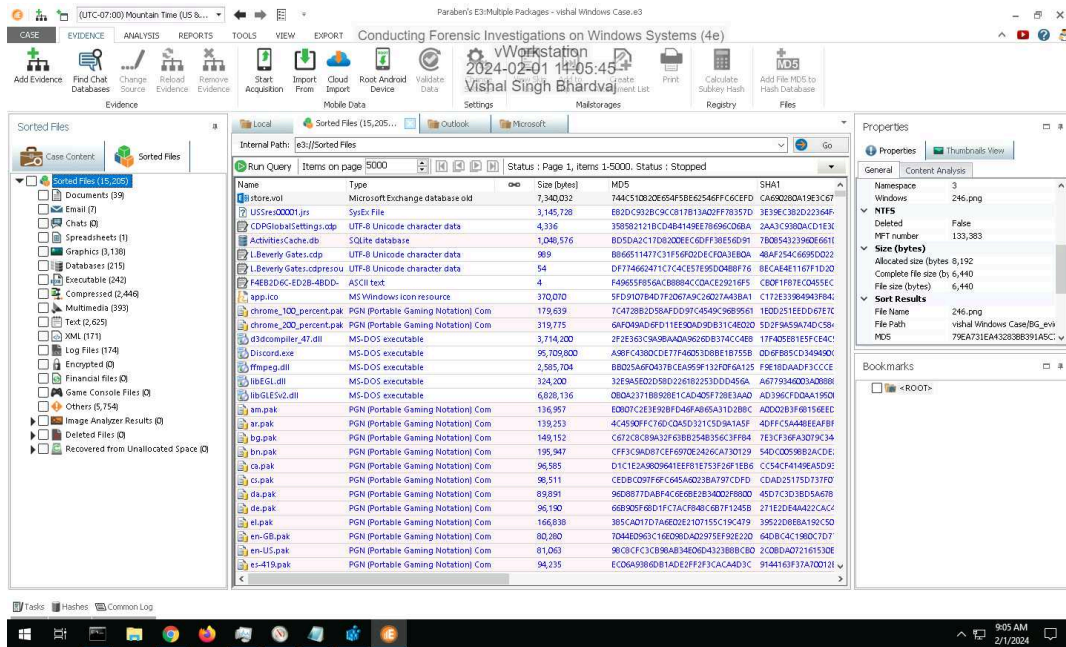 (UTC-07:00) Mountain Time (US &...
Paraben's E3:Multiple Packages - vishal Windows Case.e3
CASE EVIDENCE ANALYSIS REPORTS TOOLS VIEW EXPORT
Conducting Forensic Investigations on Windows Systems (4e)
vWorkstation
2024-02-01 11:05:45
Vishal Singh Bhardvaj
Add Evidence
Find Chat Databases
Change Source
Reload Evidence
Remove Evidence
Evidence
Start Acquisition
Import From
Cloud Import
Root Android Device
Validate Data
Mobile Data
Settings
Print
Mailstorages
Calculate Subkey Hash
Registry
Add File MD5 to Hash Database
Files
Sorted Files
Case Content Sorted Files
Sorted Files (15,205)
Documents (39)
Email (7)
Chats (0)
Spreadsheets (1)
Graphics (3,138)
Databases (215)
Executable (242)
Compressed (2,446)
Multimedia (393)
Text (2,625)
XML (171)
Log Files (174)
Encrypted (0)
Financial files (0)
Game Console Files (0)
Others (5,754)
Image Analyzer Results (0)
Deleted Files (0)
Recovered from Unallocated Space (0)
Local Sorted Files (15,205... Outlook Microsoft
Internal Path: e3://Sorted Files Go
Run Query Items on page 5000 Status : Page 1, items 1-5000. Status : Stopped
Name Type Size (bytes) MD5 SHA1
store.vol Microsoft Exchange database old 7,340,032
USSres00001.jrs SysEx File 3,145,728
CDPGlobalSettings.cdp UTF-8 Unicode character data 4,336
ActivitiesCache.db SQLite database 1,048,576
L.Beverly Gates.cdp UTF-8 Unicode character data 989
L.Beverly Gates.cdpresou UTF-8 Unicode character data 54
F4EB2D6C-ED2B-4BDD- ASCII text 4
app.ico MS Windows icon resource 370,070
chrome_100_percent.pak PGN (Portable Gaming Notation) Com 179,639
chrome_200_percent.pak PGN (Portable Gaming Notation) Com 319,775
d3dcompiler_47.dll MS-DOS executable 3,714,200
Discord.exe MS-DOS executable 95,709,800
ffmpeg.dll MS-DOS executable 2,585,704
libEGL.dll MS-DOS executable 324,200
libGLESv2.dll MS-DOS executable 6,828,136
am.pak PGN (Portable Gaming Notation) Com 136,957
ar.pak PGN (Portable Gaming Notation) Com 139,253
bg.pak PGN (Portable Gaming Notation) Com 149,152
bn.pak PGN (Portable Gaming Notation) Com 195,947
ca.pak PGN (Portable Gaming Notation) Com 96,585
cs.pak PGN (Portable Gaming Notation) Com 98,511
da.pak PGN (Portable Gaming Notation) Com 89,891
de.pak PGN (Portable Gaming Notation) Com 96,190
el.pak PGN (Portable Gaming Notation) Com 166,838
en-GB.pak PGN (Portable Gaming Notation) Com 80,280
en-US.pak PGN (Portable Gaming Notation) Com 81,063
es-419.pak PGN (Portable Gaming Notation) Com 94,235
Properties
Properties Thumbnails View
General Content Analysis
Namespace 3
Windows 246.png
NTFS
Deleted False
MFT number 133,383
Size (bytes)
Allocated size (bytes 8,192
Complete file size (by 6,440
File size (bytes) 6,440
Sort Results
File Name 246.png
File Path vishal Windows Case/BG_evi
MD5
Bookmarks
<ROOT>
Tasks Hashes Common Log
9:05 AM
2/1/2024